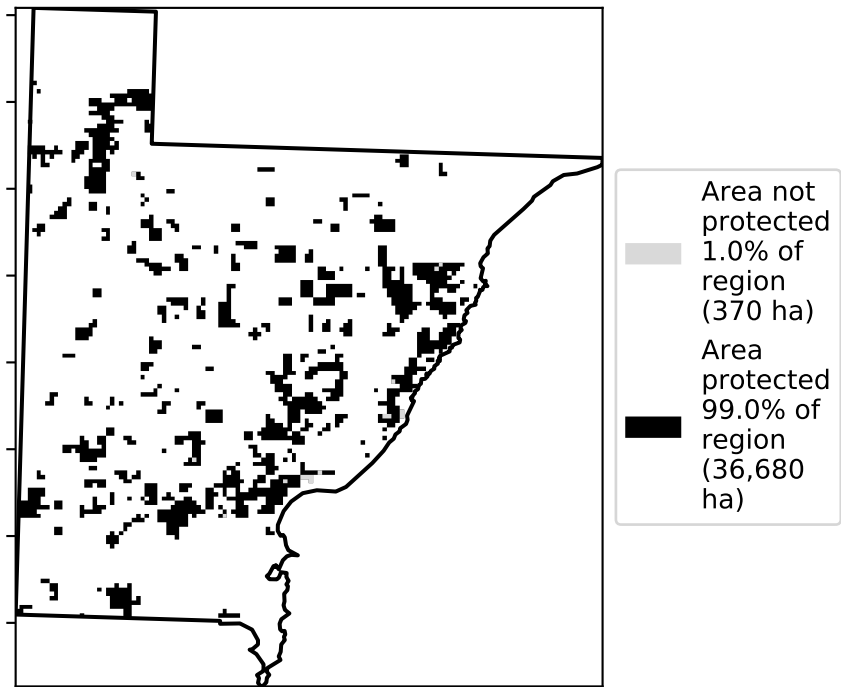 Area not
protected
1.0% of
region
(370 ha)
Area
protected
99.0% of
region
(36,680
ha)